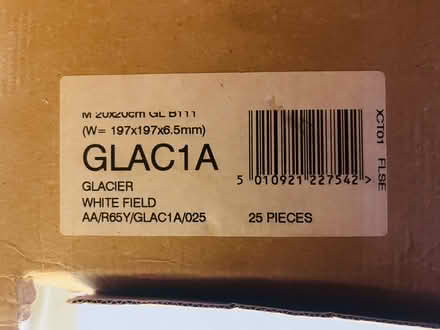 M 20x20cm GL B111
(W= 197x197x6.5mm)
GLAC1A
GLACIER
WHITE FIELD
AA/R65Y/GLAC1A/025 25 PIECES
5 010921 227542 >
XC101 FLSE